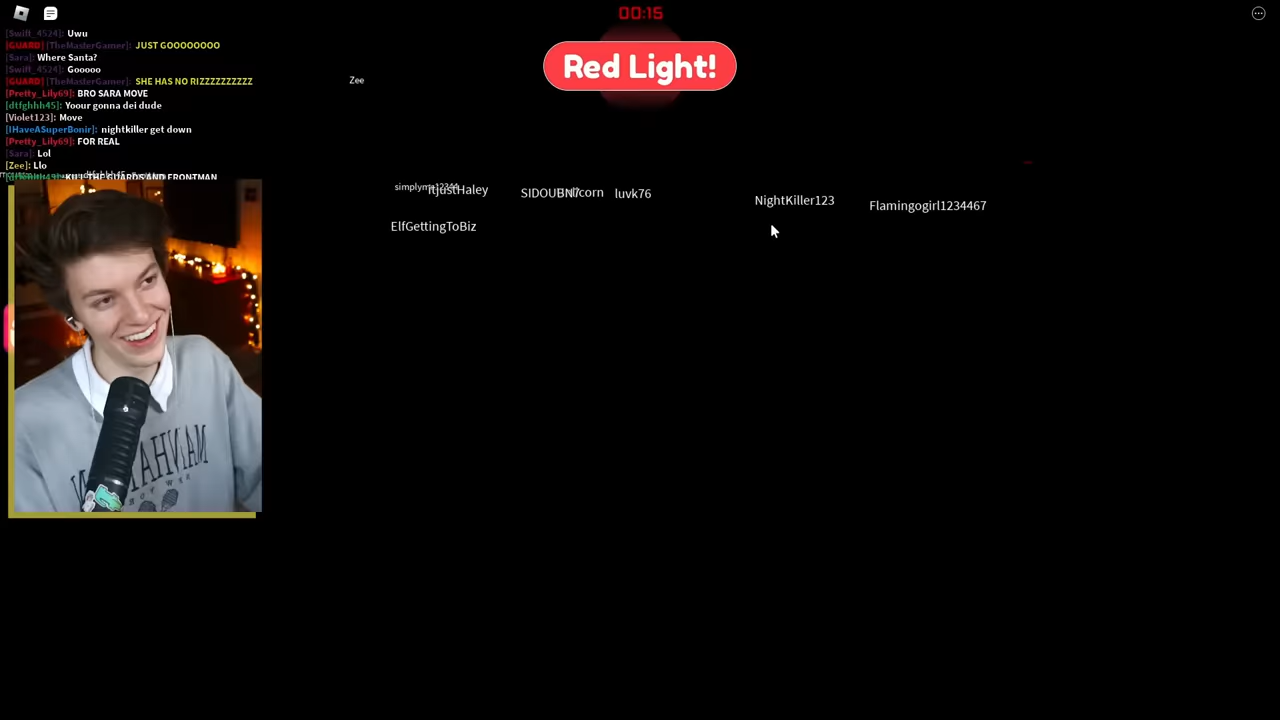 00:15
Red Light!
[Swift_4524]: Uwu
[GUARD] [TheMasterGamer]: JUST GOOOOOOOO
[Sara]: Where Santa?
[Swift_4524]: Gooooo
[GUARD] [TheMasterGamer]: SHE HAS NO RIZZZZZZZZZZ
[Pretty_Lily69]: BRO SARA MOVE
[dtfghhh45]: Yoour gonna dei dude
[Violet123]: Move
[IHaveASuperBonir]: nightkiller get down
[Pretty_Lily69]: FOR REAL
[Sara]: Lol
[Zee]: Llo
[dtfghhh45]: KILL THE GUARDS AND FRONTMAN
Zee
luvk76
NightKiller123
Flamingogirl1234467
ElfGettingToBiz